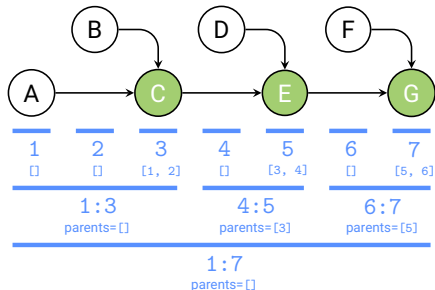 B D F
A C E G
1 2 3 4 5 6 7
[] [] [1, 2] [] [3, 4] [] [5, 6]
1:3 4:5 6:7
parents=[] parents=[3] parents=[5]
1:7
parents=[]